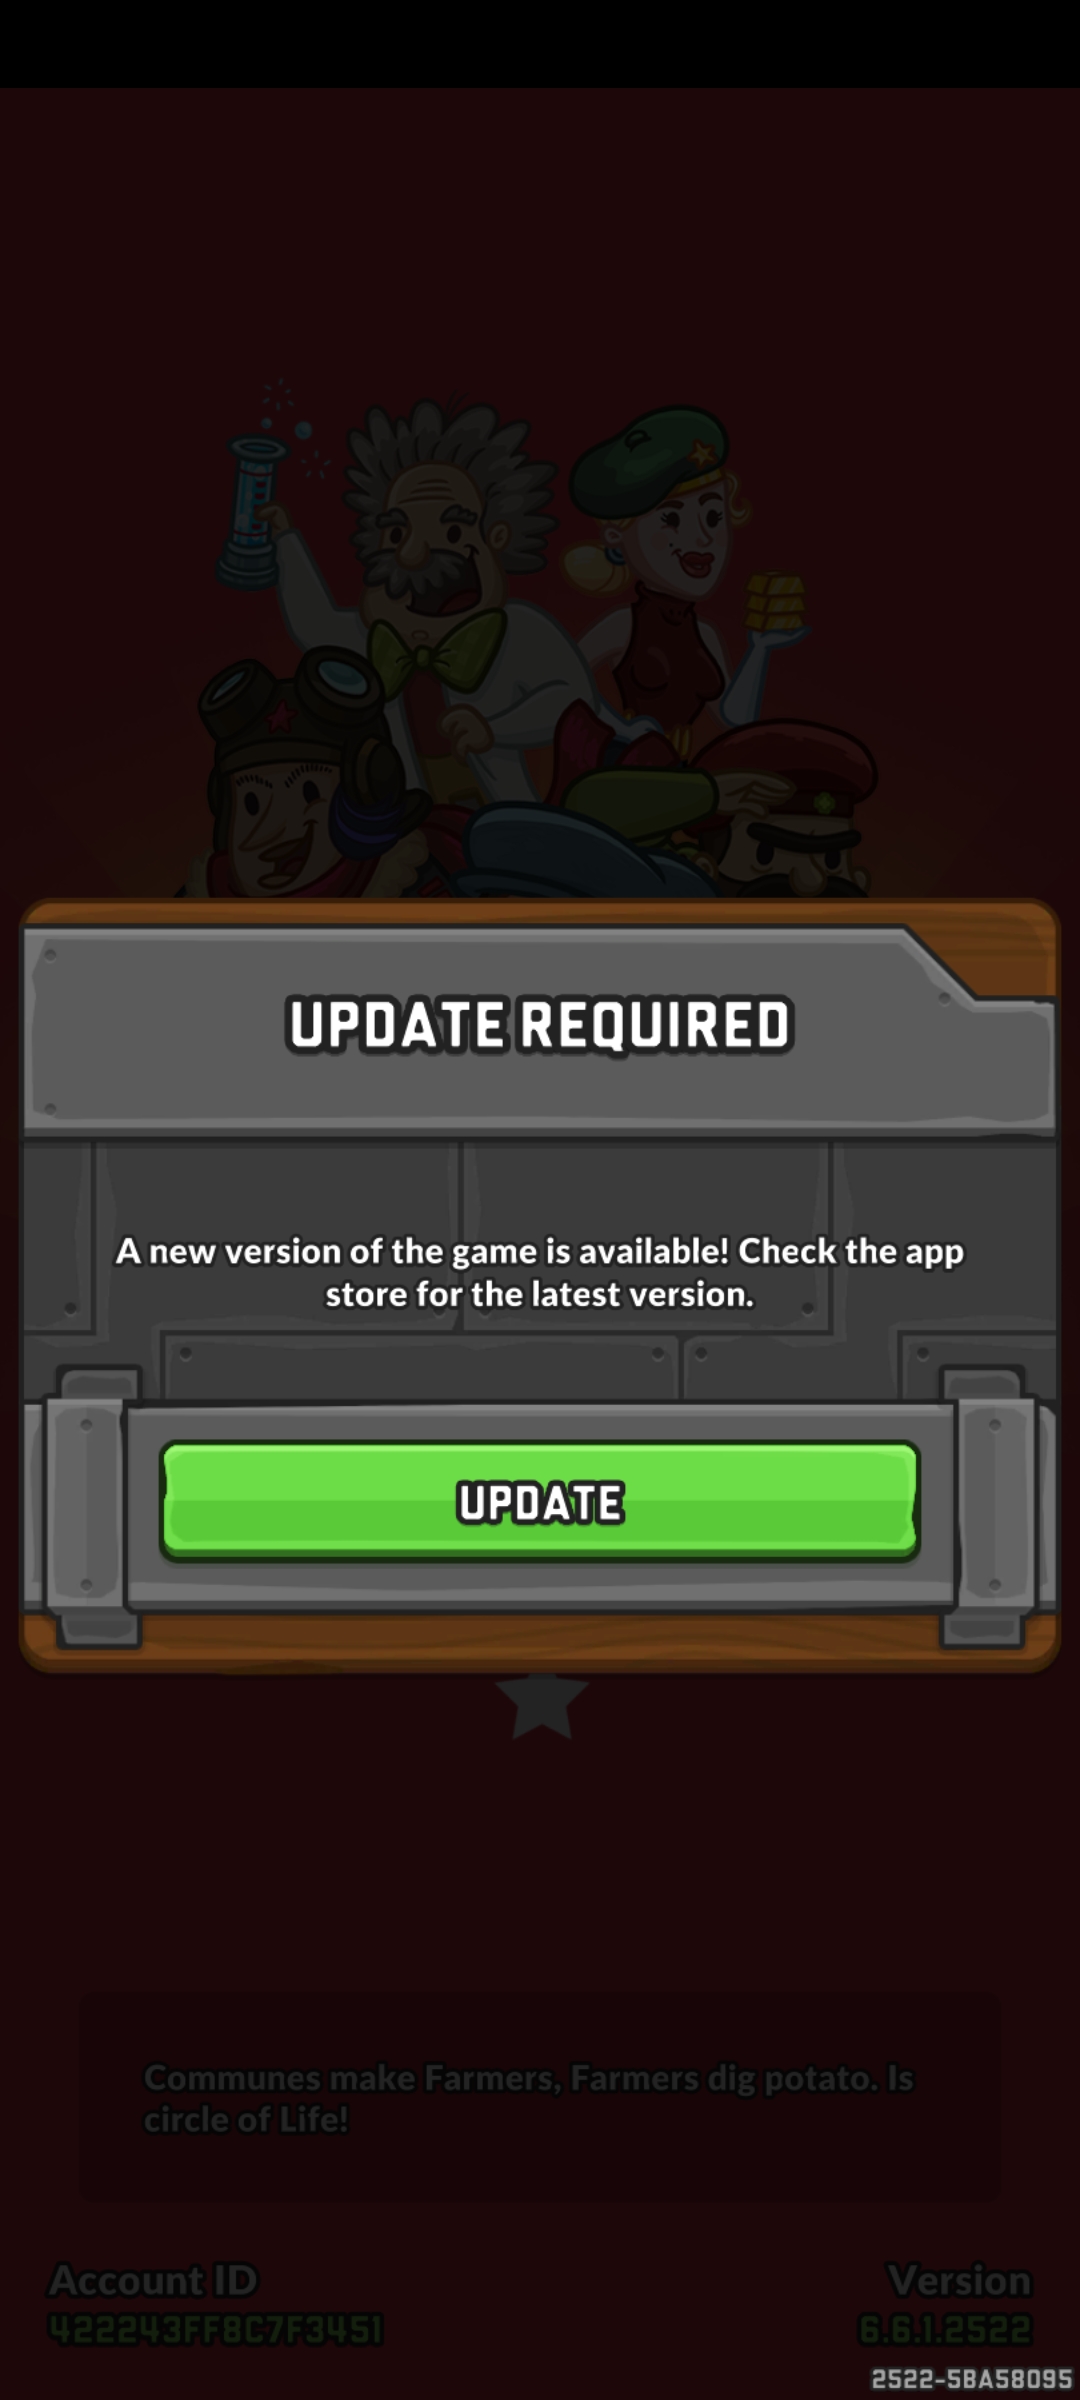 UPDATE REQUIRED
A new version of the game is available! Check the app
store for the latest version.
UPDATE
Communes make Farmers, Farmers dig potato. Is
circle of Life!
Account ID
Version
422243FF8C7F3451
6.6.1.2522
2522-5BA58095